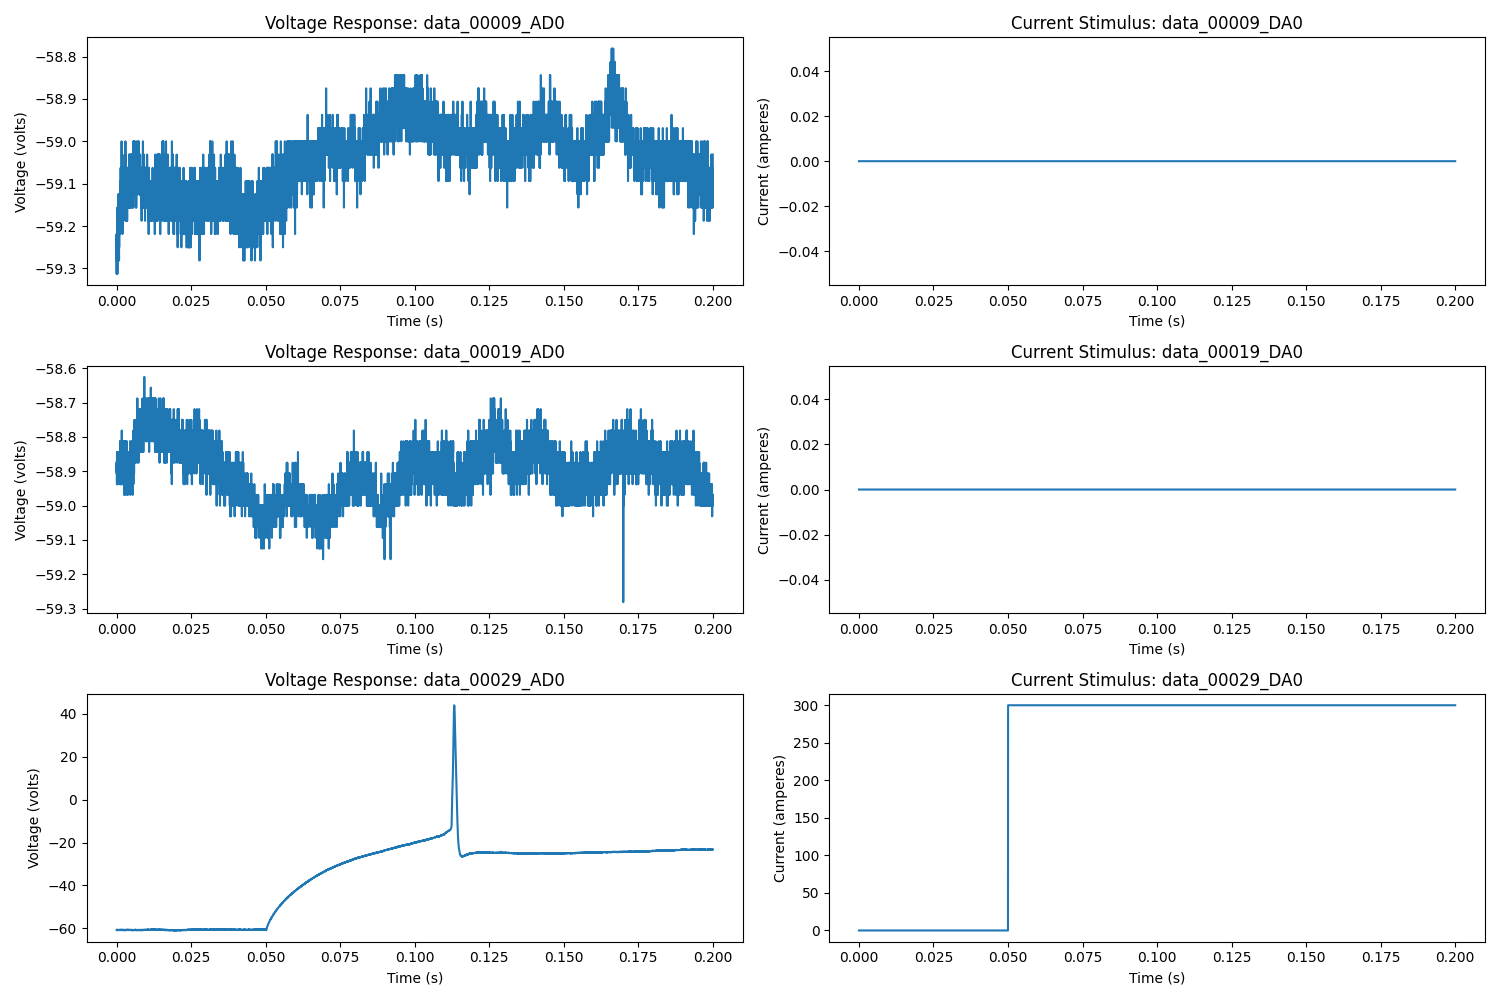 Voltage Response: data_00009_AD0
Voltage (volts)
−58.8
−58.9
−59.0
−59.1
−59.2
−59.3
0.000 0.025 0.050 0.075 0.100 0.125 0.150 0.175 0.200
Time (s)
Current Stimulus: data_00009_DA0
Current (amperes)
0.04
0.02
0.00
−0.02
−0.04
0.000 0.025 0.050 0.075 0.100 0.125 0.150 0.175 0.200
Time (s)
Voltage Response: data_00019_AD0
Voltage (volts)
−58.6
−58.7
−58.8
−58.9
−59.0
−59.1
−59.2
−59.3
0.000 0.025 0.050 0.075 0.100 0.125 0.150 0.175 0.200
Time (s)
Current Stimulus: data_00019_DA0
Current (amperes)
0.04
0.02
0.00
−0.02
−0.04
0.000 0.025 0.050 0.075 0.100 0.125 0.150 0.175 0.200
Time (s)
Voltage Response: data_00029_AD0
Voltage (volts)
40
20
0
−20
−40
−60
0.000 0.025 0.050 0.075 0.100 0.125 0.150 0.175 0.200
Time (s)
Current Stimulus: data_00029_DA0
Current (amperes)
300
250
200
150
100
50
0
0.000 0.025 0.050 0.075 0.100 0.125 0.150 0.175 0.200
Time (s)